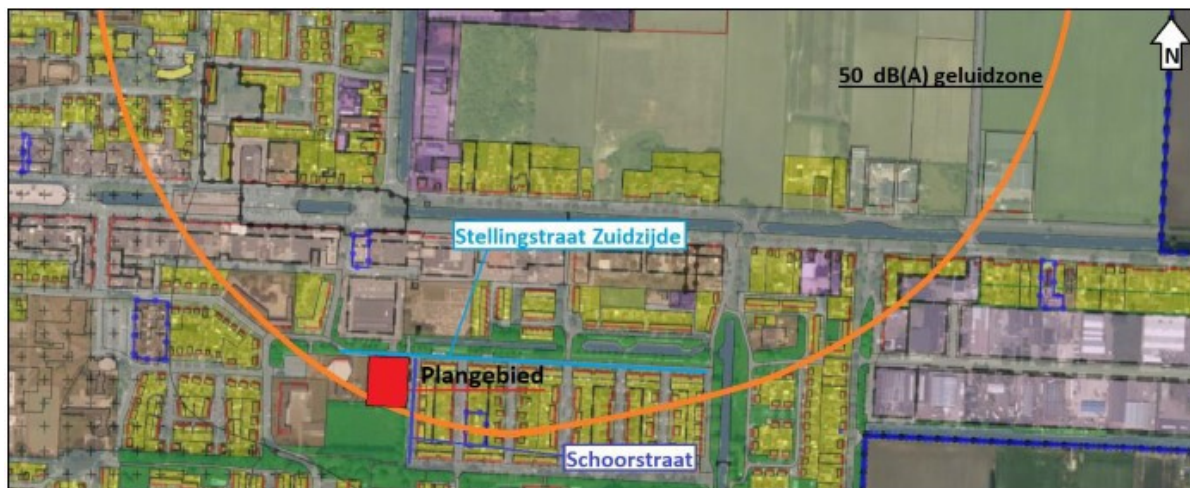 50 dB(A) geluidzone
N
Stellingstraat Zuidzijde
Plangebied
Schoorstraat